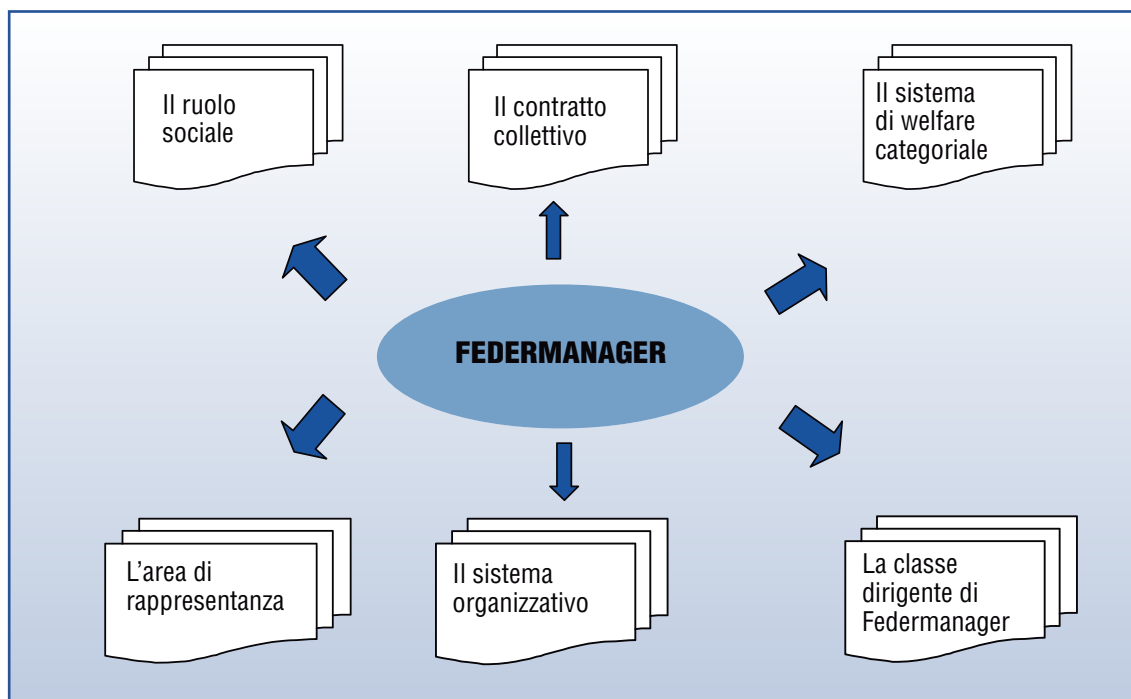 Il ruolo
sociale
Il contratto
collettivo
Il sistema
di welfare
categoriale
FEDERMANAGER
L'area di
rappresentanza
Il sistema
organizzativo
La classe
dirigente di
Federmanager